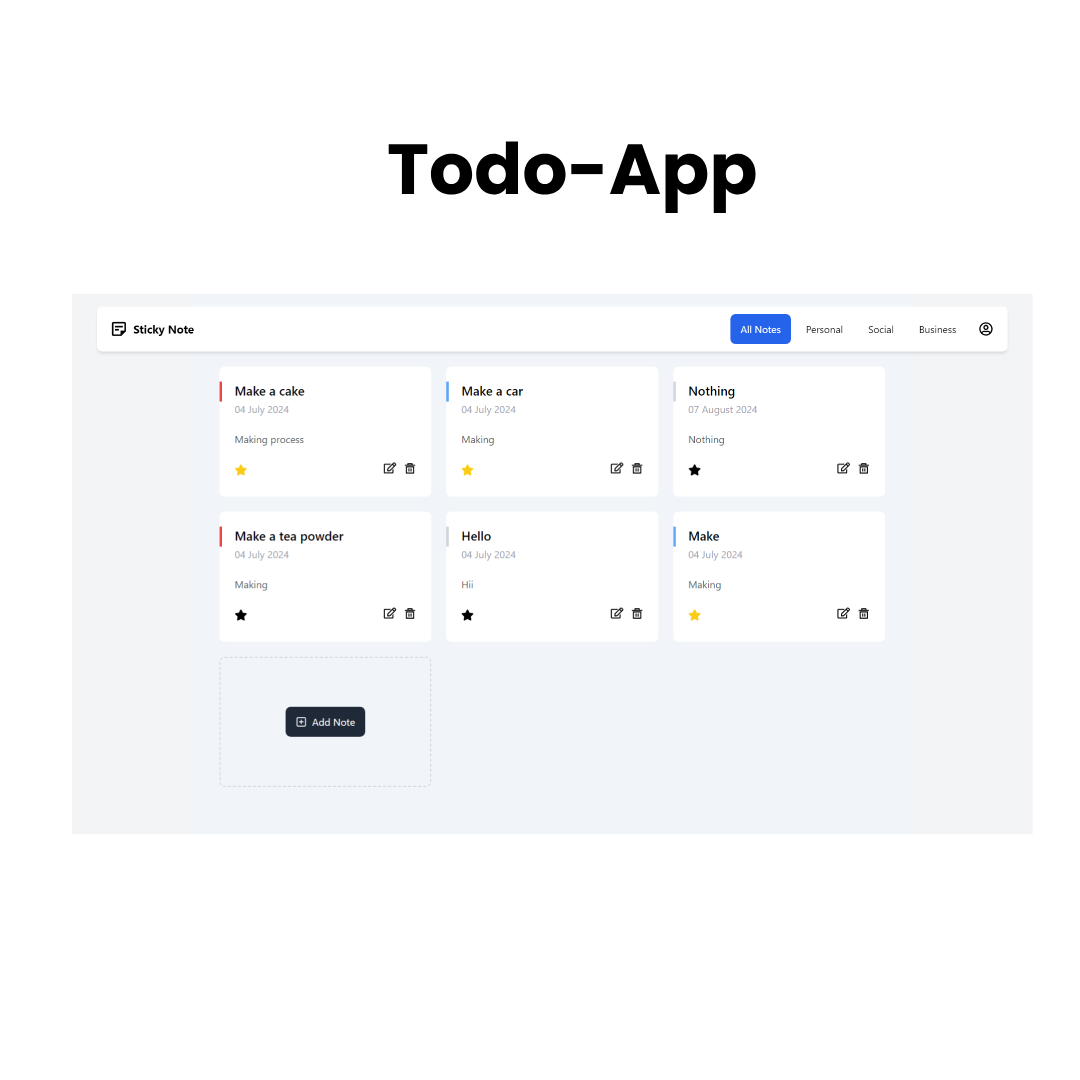 Todo-App
Sticky Note
All Notes Personal Social Business
Make a cake
04 July 2024
Making process
Make a car
04 July 2024
Making
Nothing
07 August 2024
Nothing
Make a tea powder
04 July 2024
Making
Hello
04 July 2024
Hii
Make
04 July 2024
Making
Add Note